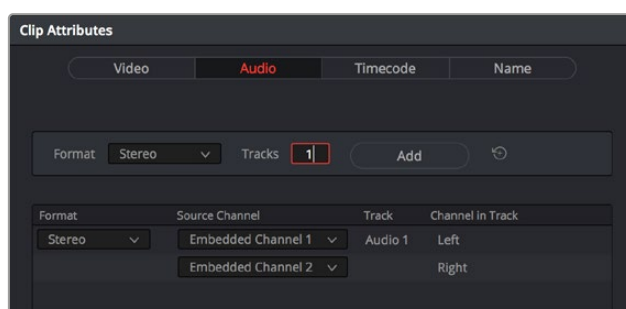 Clip Attributes
Video Audio Timecode Name
Format Stereo Tracks 1 Add
Format Source Channel Track Channel in Track
Stereo Embedded Channel 1 Audio 1 Left
Embedded Channel 2 Right